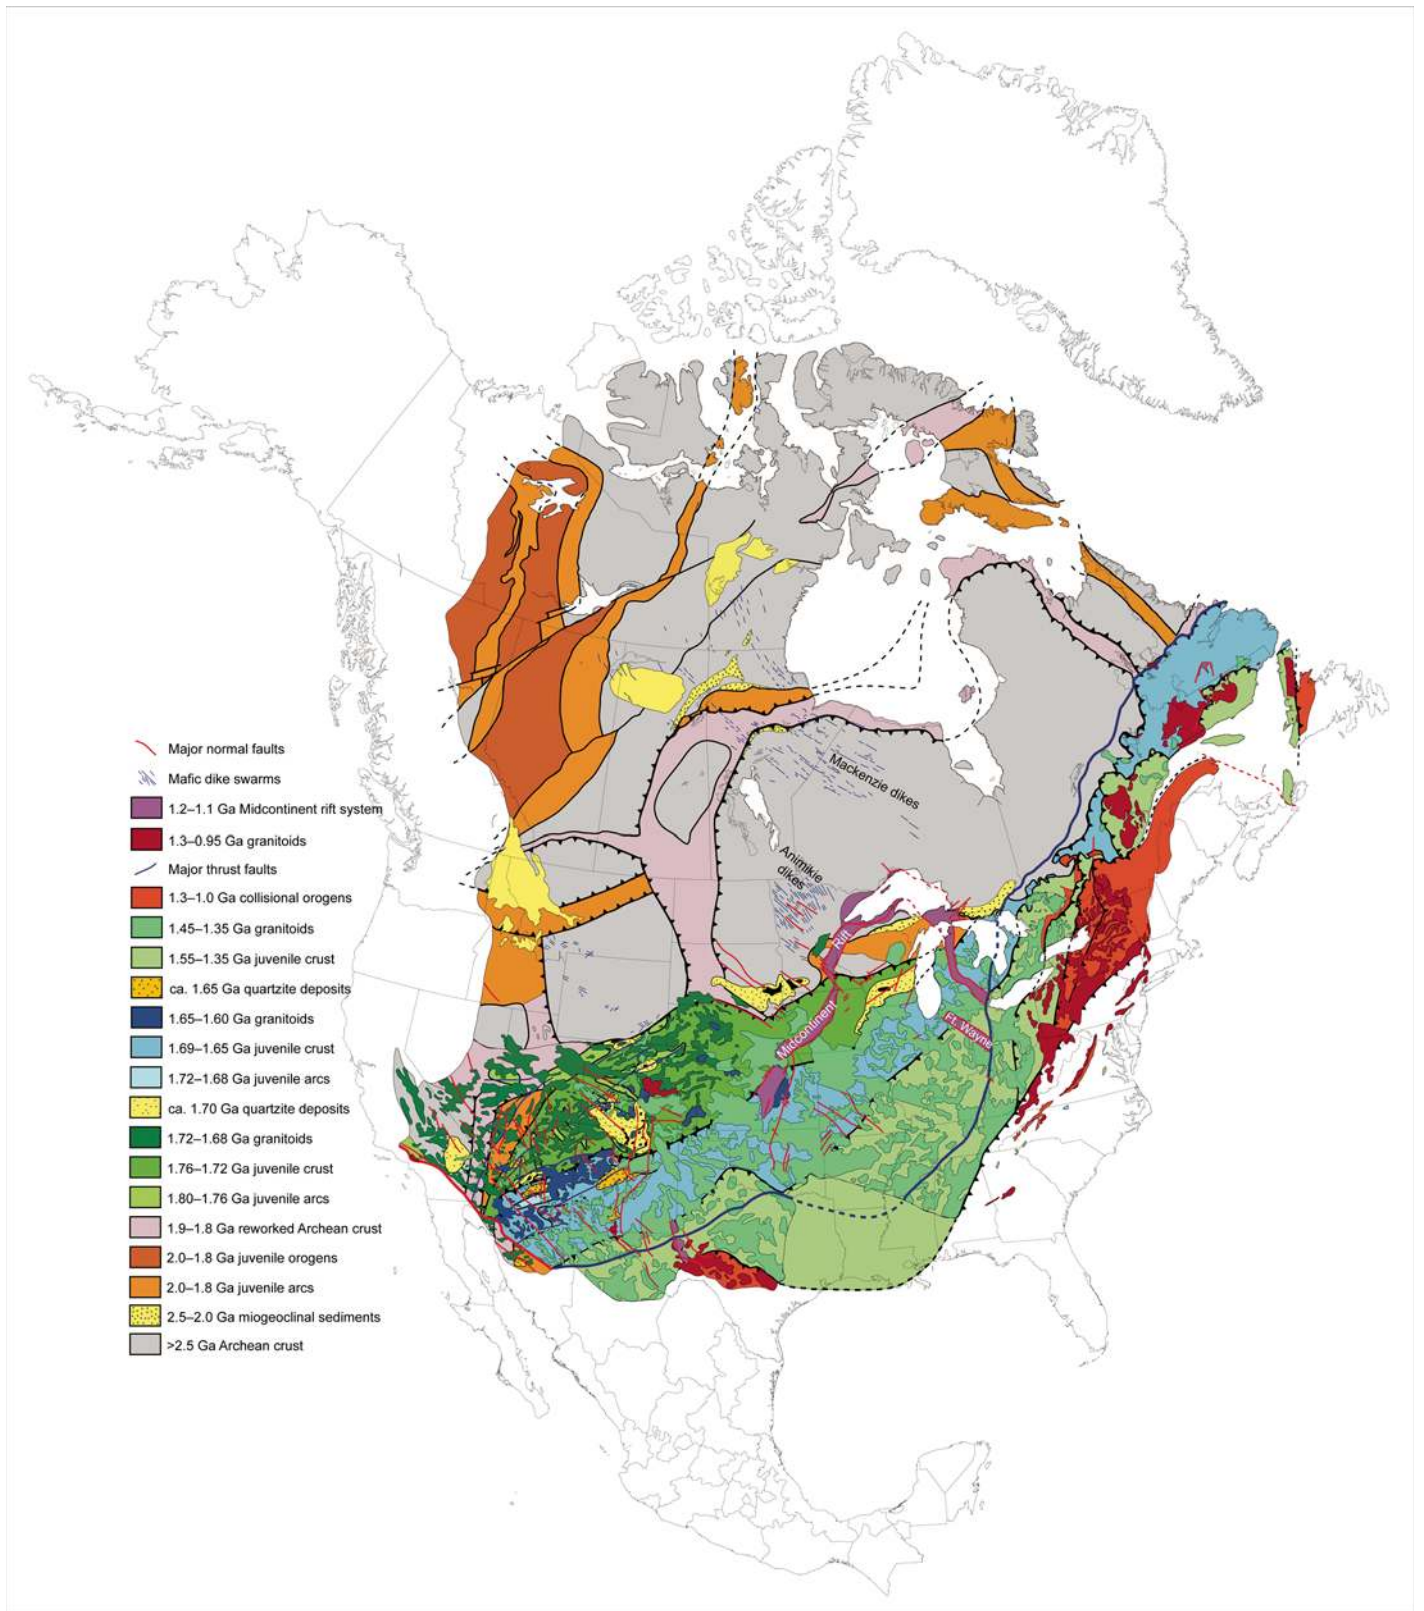 Mackenzie dikes
Animikie
dikes
Rift
Midcontinent
Ft. Wayne
Major normal faults
Mafic dike swarms
1.2–1.1 Ga Midcontinent rift system
1.3–0.95 Ga granitoids
Major thrust faults
1.3–1.0 Ga collisional orogens
1.45–1.35 Ga granitoids
1.55–1.35 Ga juvenile crust
ca. 1.65 Ga quartzite deposits
1.65–1.60 Ga granitoids
1.69–1.65 Ga juvenile crust
1.72–1.68 Ga juvenile arcs
ca. 1.70 Ga quartzite deposits
1.72–1.68 Ga granitoids
1.76–1.72 Ga juvenile crust
1.80–1.76 Ga juvenile arcs
1.9–1.8 Ga reworked Archean crust
2.0–1.8 Ga juvenile orogens
2.0–1.8 Ga juvenile arcs
2.5–2.0 Ga miogeoclinal sediments
>2.5 Ga Archean crust